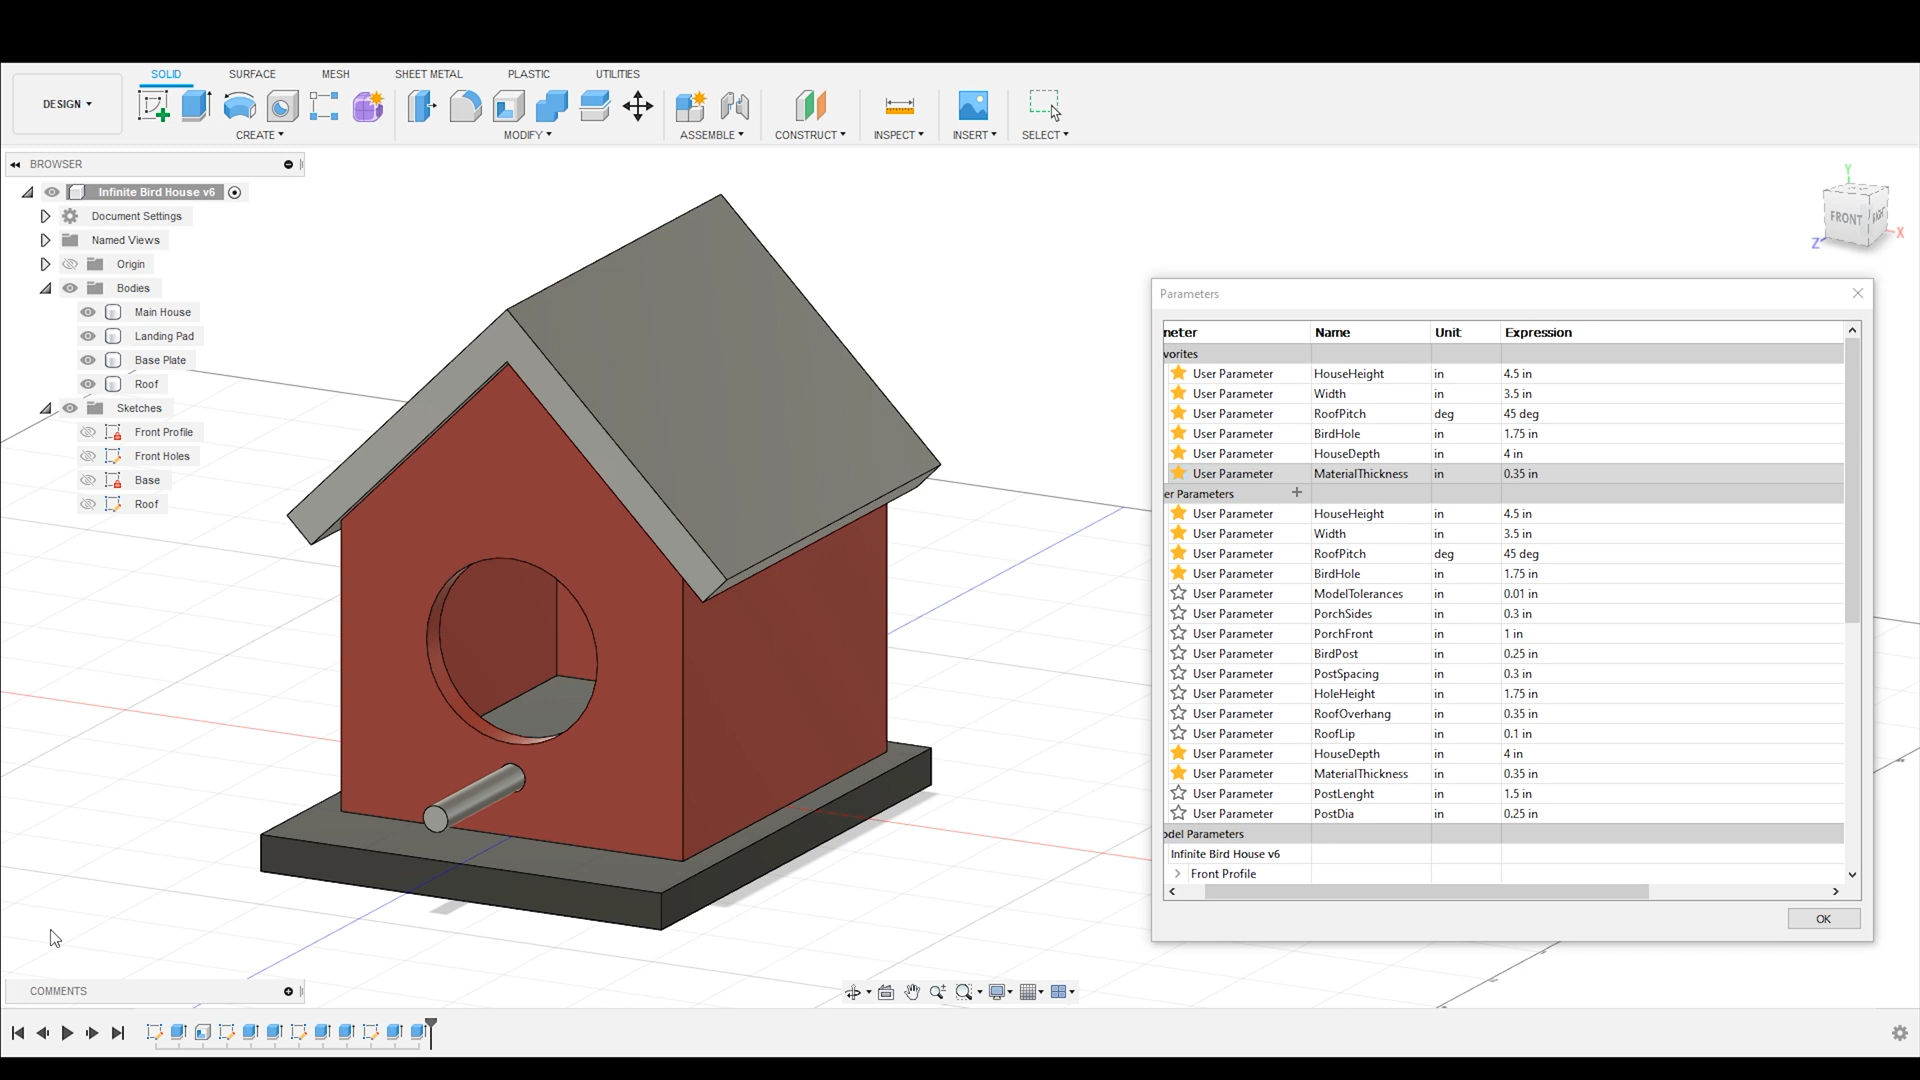 SOLID SURFACE MESH SHEET METAL PLASTIC UTILITIES
DESIGN
CREATE MODIFY ASSEMBLE CONSTRUCT INSPECT INSERT SELECT
BROWSER
Infinite Bird House v6
Document Settings
Named Views
Origin
Bodies
Main House
Landing Pad
Base Plate
Roof
Sketches
Front Profile
Front Holes
Base
Roof
Y
FRONT
Z
X
Parameters
neter Name Unit Expression
vorites
User Parameter HouseHeight in 4.5 in
User Parameter Width in 3.5 in
User Parameter RoofPitch deg 45 deg
User Parameter BirdHole in 1.75 in
User Parameter HouseDepth in 4 in
User Parameter MaterialThickness in 0.35 in
er Parameters
User Parameter HouseHeight in 4.5 in
User Parameter Width in 3.5 in
User Parameter RoofPitch deg 45 deg
User Parameter BirdHole in 1.75 in
User Parameter ModelTolerances in 0.01 in
User Parameter PorchSides in 0.3 in
User Parameter PorchFront in 1 in
User Parameter BirdPost in 0.25 in
User Parameter PostSpacing in 0.3 in
User Parameter HoleHeight in 1.75 in
User Parameter RoofOverhang in 0.35 in
User Parameter RoofLip in 0.1 in
User Parameter HouseDepth in 4 in
User Parameter MaterialThickness in 0.35 in
User Parameter PostLenght in 1.5 in
User Parameter PostDia in 0.25 in
odel Parameters
Infinite Bird House v6
Front Profile
OK
COMMENTS